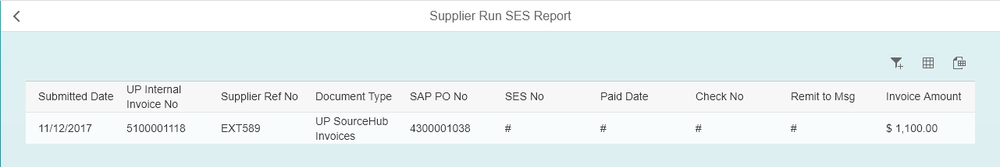 Supplier Run SES Report
Submitted Date UP Internal Invoice No Supplier Ref No Document Type SAP PO No SES No Paid Date Check No Remit to Msg Invoice Amount
11/12/2017 5100001118 EXT589 UP SourceHub Invoices 4300001038 # # # # $ 1,100.00